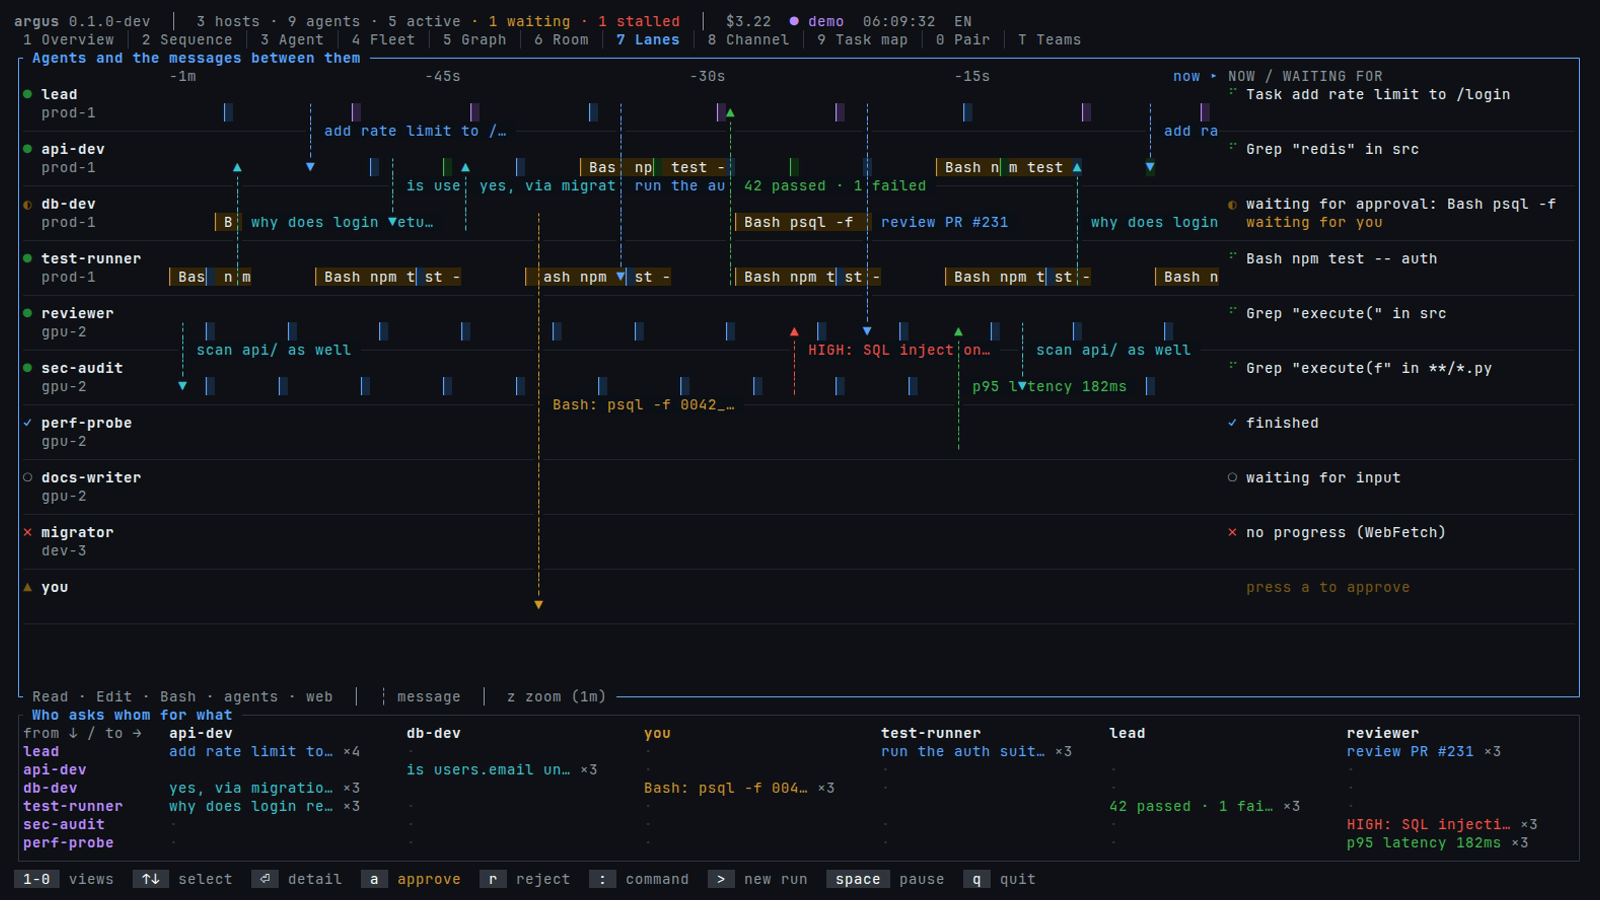 argus 0.1.0-dev │ 3 hosts · 9 agents · 5 active · 1 waiting · 1 stalled │ $3.22 ● demo 06:09:32 EN
1 Overview │ 2 Sequence │ 3 Agent │ 4 Fleet │ 5 Graph │ 6 Room │ 7 Lanes │ 8 Channel │ 9 Task map │ 0 Pair │ T Teams
Agents and the messages between them
-1m -45s -30s -15s now ▸ NOW / WAITING FOR
● lead Task add rate limit to /login
prod-1
add rate limit to /… add ra
● api-dev Grep "redis" in src
prod-1 Bas np test - Bash n m test
is use yes, via migrat run the au 42 passed · 1 failed
◐ db-dev ◐ waiting for approval: Bash psql -f
prod-1 B why does login ▼etu… Bash psql -f review PR #231 why does login waiting for you
● test-runner Bash npm test -- auth
prod-1 Bas n m Bash npm t st - ash npm ▼ st - Bash npm t st - Bash npm t st - Bash n
● reviewer Grep "execute(" in src
gpu-2
scan api/ as well HIGH: SQL inject on… scan api/ as well
● sec-audit Grep "execute(f" in **/*.py
gpu-2 p95 l▼tency 182ms
Bash: psql -f 0042_…
✓ perf-probe ✓ finished
gpu-2
○ docs-writer ○ waiting for input
gpu-2
✕ migrator ✕ no progress (WebFetch)
dev-3
▲ you press a to approve
Read · Edit · Bash · agents · web │ ┆ message │ z zoom (1m)
Who asks whom for what
from ↓ / to → api-dev db-dev you test-runner lead reviewer
lead add rate limit to… ×4 · · run the auth suit… ×3 review PR #231 ×3
api-dev is users.email un… ×3 · · ·
db-dev yes, via migratio… ×3 Bash: psql -f 004… ×3 · · ·
test-runner why does login re… ×3 · · 42 passed · 1 fai… ×3 ·
sec-audit · · · · · HIGH: SQL injecti… ×3
perf-probe · · · · · p95 latency 182ms ×3
1-0 views ↑↓ select ⏎ detail a approve r reject : command > new run space pause q quit